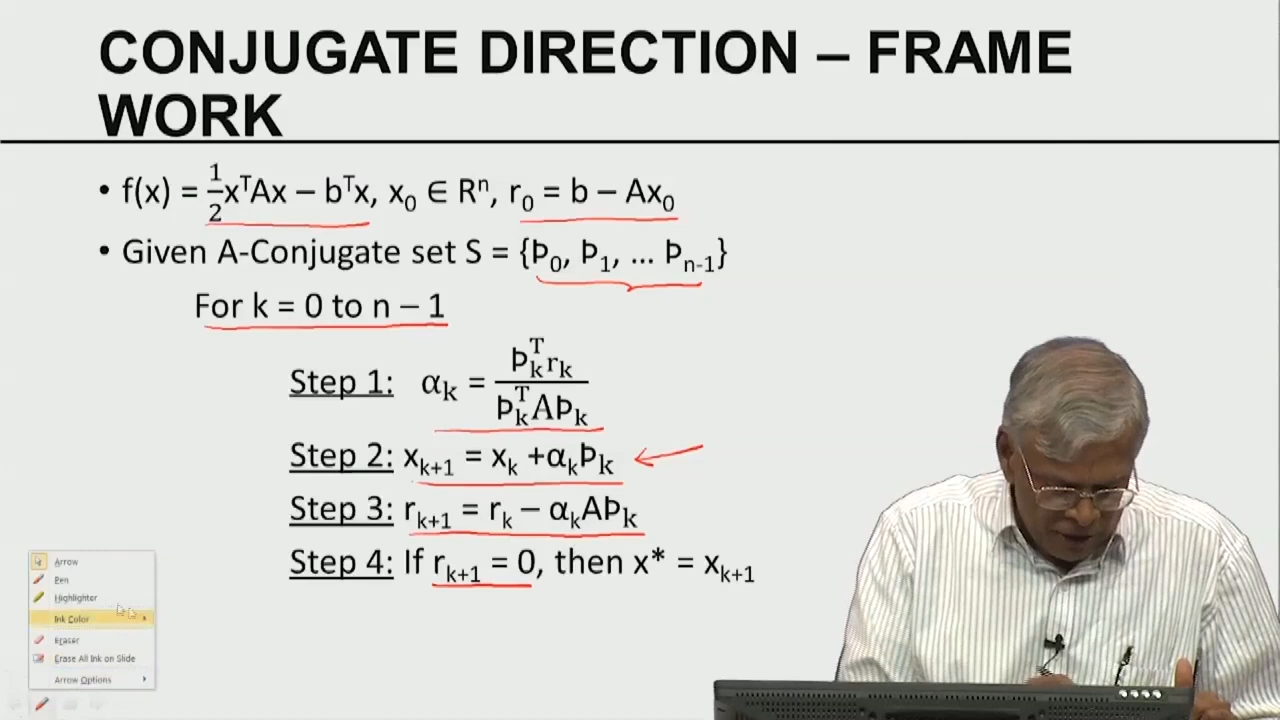 CONJUGATE DIRECTION – FRAME
WORK
• f(x) = 1/2 xᵀAx – bᵀx, x₀ ∈ Rⁿ, r₀ = b – Ax₀
• Given A-Conjugate set S = {Þ₀, Þ₁, ... Þₙ₋₁}
For k = 0 to n – 1
Step 1: αₖ = Þₖᵀrₖ / ÞₖᵀAÞₖ
Step 2: xₖ₊₁ = xₖ +αₖÞₖ
Step 3: rₖ₊₁ = rₖ – αₖAÞₖ
Step 4: If rₖ₊₁ = 0, then x* = xₖ₊₁
Arrow
Pen
Highlighter
Ink Color
Eraser
Erase All Ink on Slide
Arrow Options